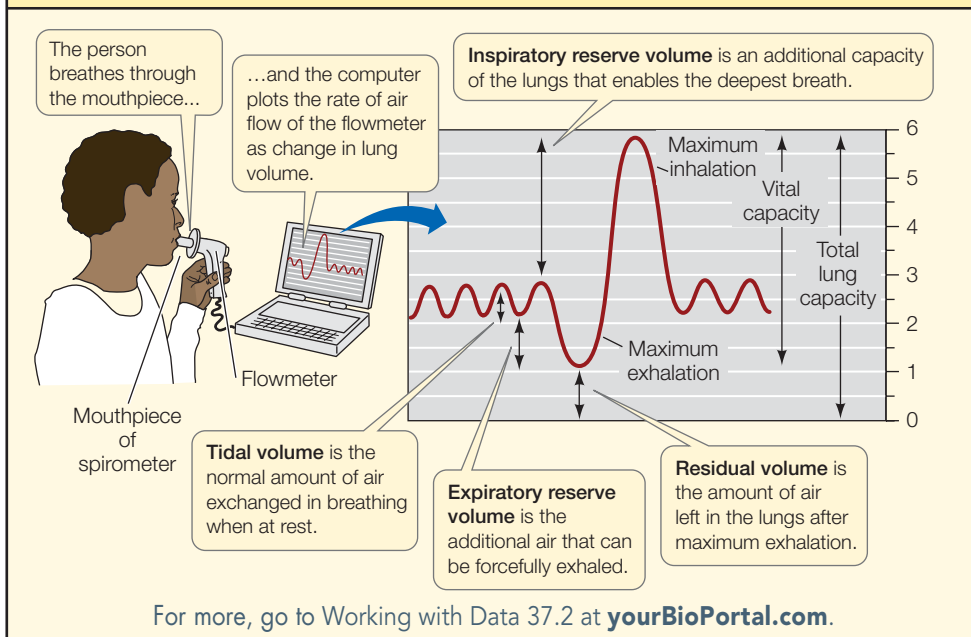 The person
breathes through
the mouthpiece...
…and the computer
plots the rate of air
flow of the flowmeter
as change in lung
volume.
Inspiratory reserve volume is an additional capacity
of the lungs that enables the deepest breath.
Maximum
inhalation
Vital
capacity
Total
lung
capacity
Maximum
exhalation
6
5
4
3
2
1
0
Flowmeter
Mouthpiece
of
spirometer
Tidal volume is the
normal amount of air
exchanged in breathing
when at rest.
Expiratory reserve
volume is the
additional air that can
be forcefully exhaled.
Residual volume is
the amount of air
left in the lungs after
maximum exhalation.
For more, go to Working with Data 37.2 at yourBioPortal.com.